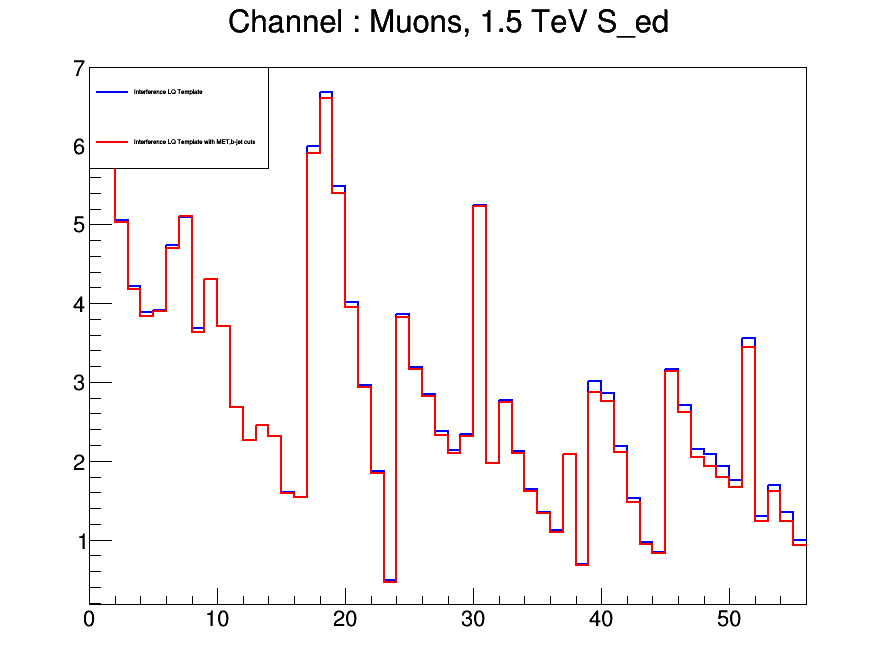 Channel : Muons, 1.5 TeV S_ed
Interference LQ Template
Interference LQ Template with MET,b-jet cuts
7
6
5
4
3
2
1
0 10 20 30 40 50